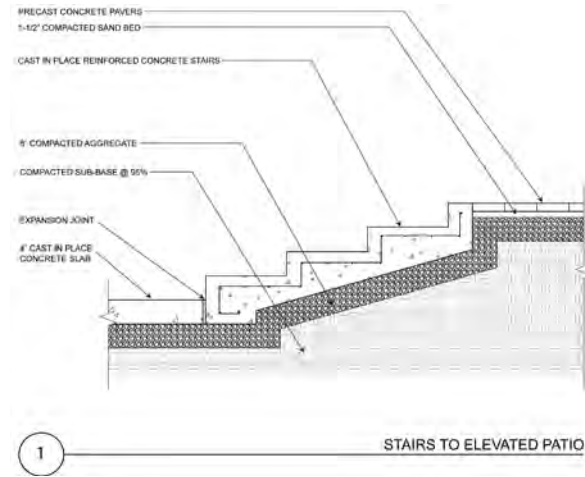 PRECAST CONCRETE PAVERS
1-1/2" COMPACTED SAND BED
CAST IN PLACE REINFORCED CONCRETE STAIRS
6" COMPACTED AGGREGATE
COMPACTED SUB-BASE @ 95%
EXPANSION JOINT
4" CAST IN PLACE
CONCRETE SLAB
1
STAIRS TO ELEVATED PATIO